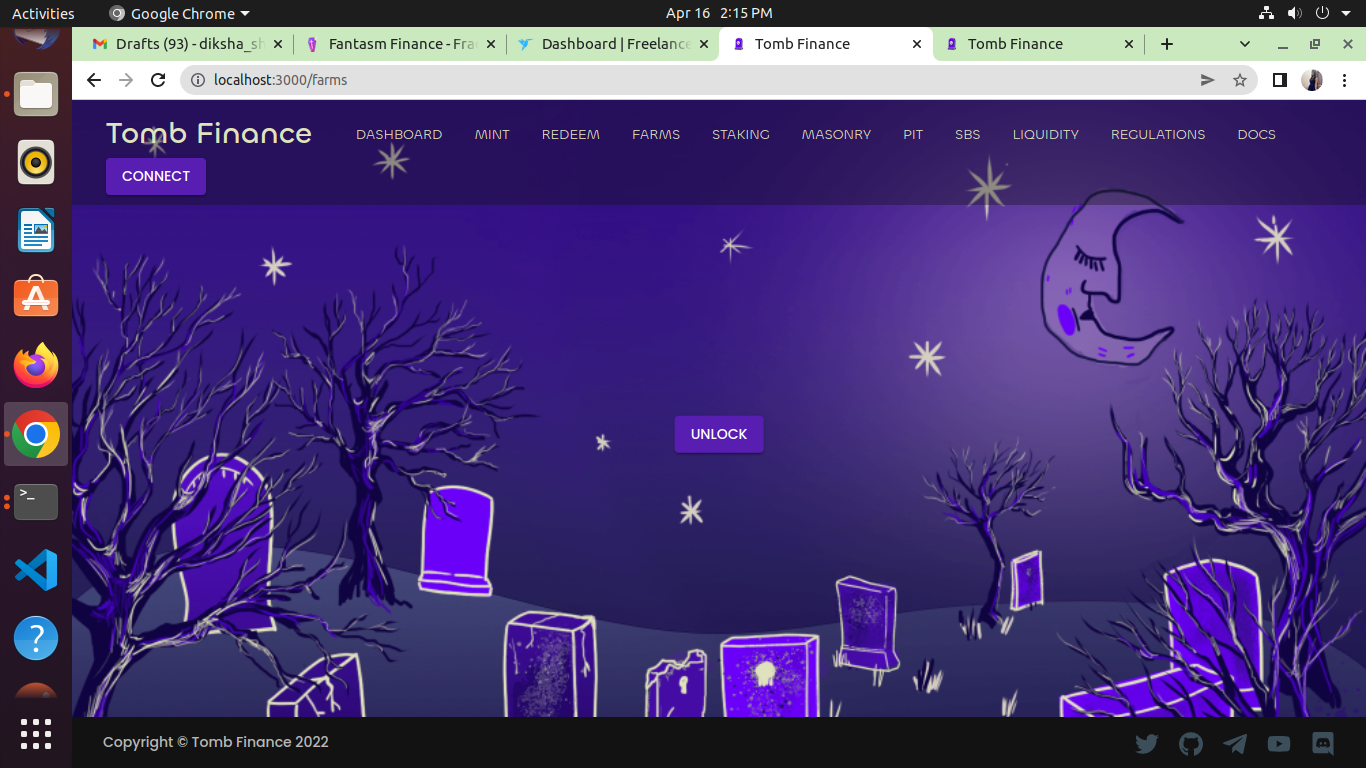 Activities
Google Chrome
Apr 16 2:15 PM
Drafts (93) - diksha_sh
Fantasm Finance - Fra
Dashboard | Freelance
Tomb Finance
Tomb Finance
localhost:3000/farms
Tomb Finance
DASHBOARD
MINT
REDEEM
FARMS
STAKING
MASONRY
PIT
SBS
LIQUIDITY
REGULATIONS
DOCS
CONNECT
UNLOCK
Copyright © Tomb Finance 2022